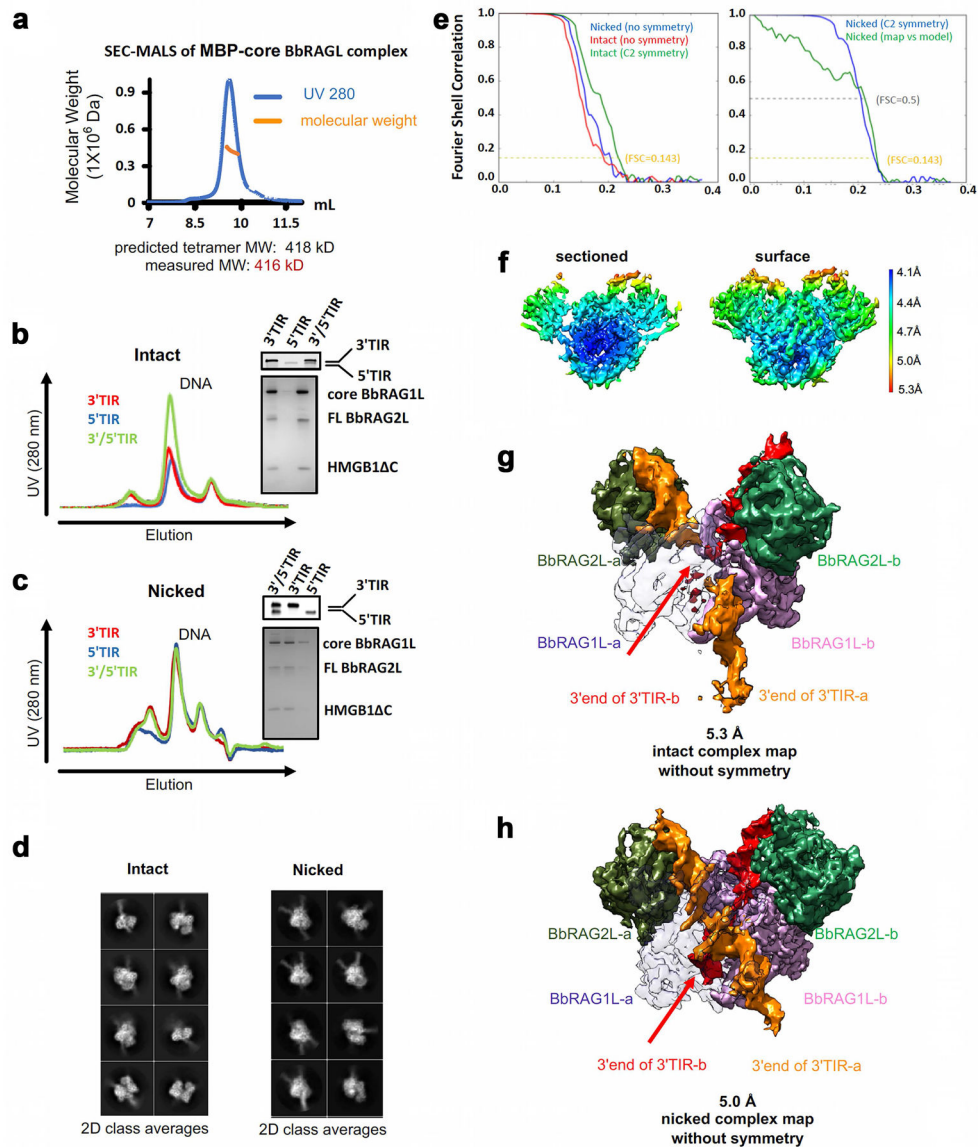 a
SEC-MALS of MBP-core BbRAGL complex
Molecular Weight
(1X10⁶ Da)
0.9
0.6
0.3
0
UV 280
molecular weight
7 8.5 10 11.5 mL
predicted tetramer MW: 418 kD
measured MW: 416 kD
b
Intact
3'TIR
5'TIR
3'/5'TIR
DNA
UV (280 nm)
Elution
3'TIR 5'TIR 3'/5'TIR
3'TIR
5'TIR
core BbRAG1L
FL BbRAG2L
HMGB1ΔC
c
Nicked
3'TIR
5'TIR
3'/5'TIR
DNA
UV (280 nm)
Elution
3'/5'TIR 3'TIR 5'TIR
3'TIR
5'TIR
core BbRAG1L
FL BbRAG2L
HMGB1ΔC
d
Intact Nicked
2D class averages 2D class averages
e
Fourier Shell Correlation
1.0
0.8
0.6
0.4
0.2
0.0
Nicked (no symmetry)
Intact (no symmetry)
Intact (C2 symmetry)
(FSC=0.143)
0.0 0.1 0.2 0.3 0.4
1.0
0.8
0.6
0.4
0.2
0.0
Nicked (C2 symmetry)
Nicked (map vs model)
(FSC=0.5)
(FSC=0.143)
0.0 0.1 0.2 0.3 0.4
f
sectioned surface
4.1Å
4.4Å
4.7Å
5.0Å
5.3Å
g
BbRAG2L-a BbRAG2L-b
BbRAG1L-a BbRAG1L-b
3'end of 3'TIR-b 3'end of 3'TIR-a
5.3 Å
intact complex map
without symmetry
h
BbRAG2L-a BbRAG2L-b
BbRAG1L-a BbRAG1L-b
3'end of 3'TIR-b 3'end of 3'TIR-a
5.0 Å
nicked complex map
without symmetry